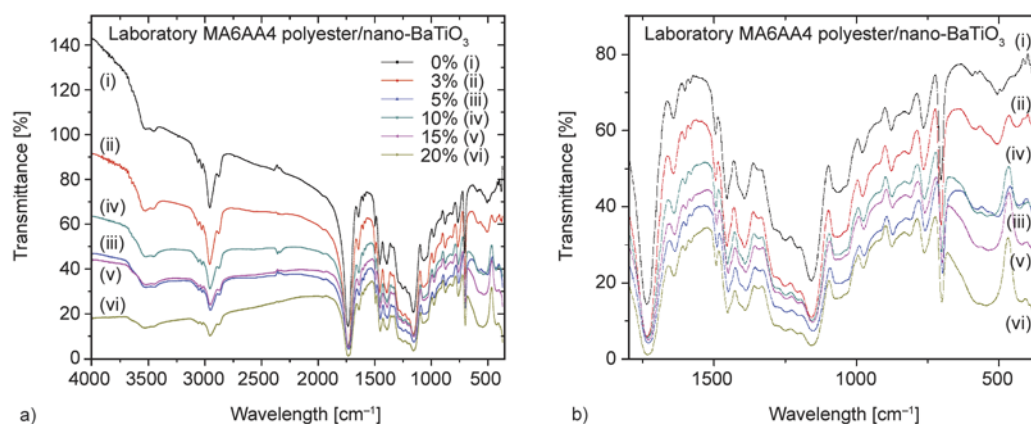 Laboratory MA6AA4 polyester/nano-BaTiO₃
0% (i)
3% (ii)
5% (iii)
10% (iv)
15% (v)
20% (vi)
(i)
(ii)
(iv)
(iii)
(v)
(vi)
Transmittance [%]
140
120
100
80
60
40
20
0
4000 3500 3000 2500 2000 1500 1000 500
Wavelength [cm⁻¹]
a)
Laboratory MA6AA4 polyester/nano-BaTiO₃
(i)
(ii)
(iv)
(iii)
(v)
(vi)
Transmittance [%]
80
60
40
20
0
1500 1000 500
Wavelength [cm⁻¹]
b)